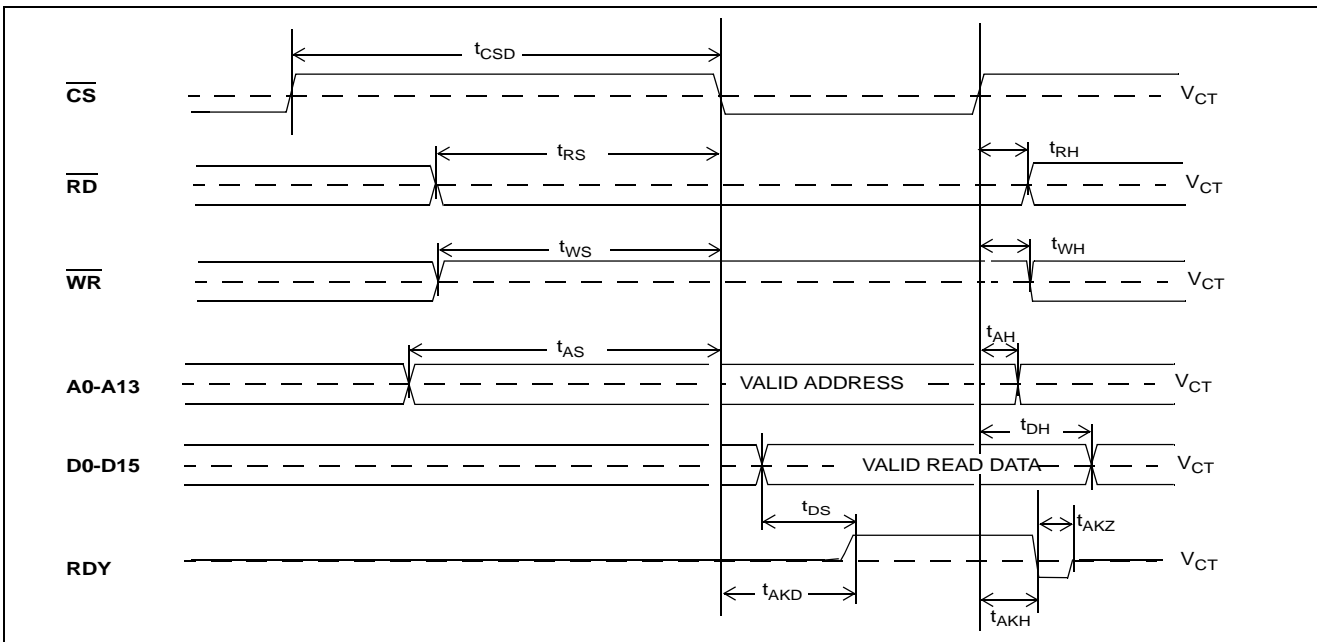 tCSD
CS
VCT
tRS
tRH
RD
VCT
tWS
tWH
WR
VCT
tAS
tAH
A0-A13
VALID ADDRESS
VCT
tDH
D0-D15
VALID READ DATA
VCT
tDS
tAKZ
RDY
VCT
tAKD
tAKH